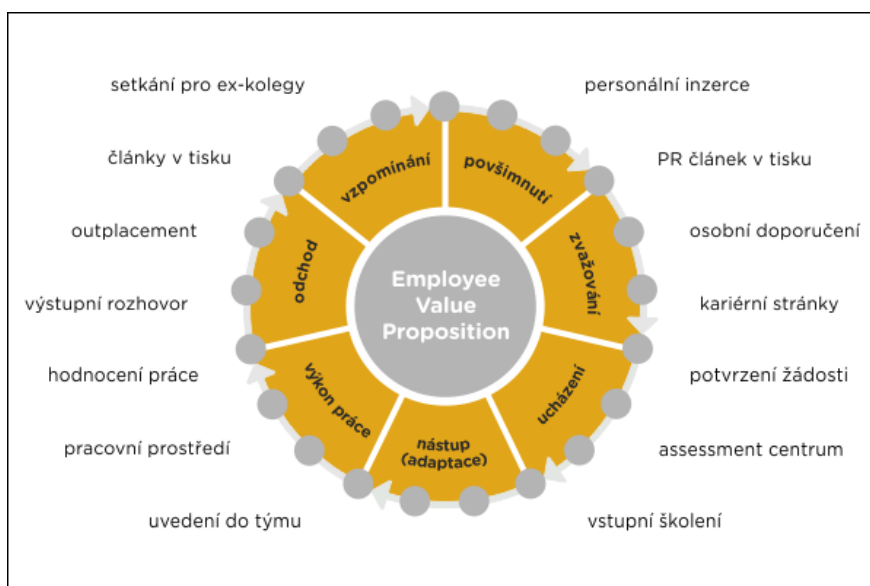 setkání pro ex-kolegy
personální inzerce
články v tisku
PR článek v tisku
outplacement
osobní doporučení
výstupní rozhovor
kariérní stránky
hodnocení práce
potvrzení žádosti
pracovní prostředí
assessment centrum
uvedení do týmu
vstupní školení
vzpomínání
povšimnutí
zvažování
ucházení
nástup
(adaptace)
výkon práce
odchod
Employee
Value
Proposition